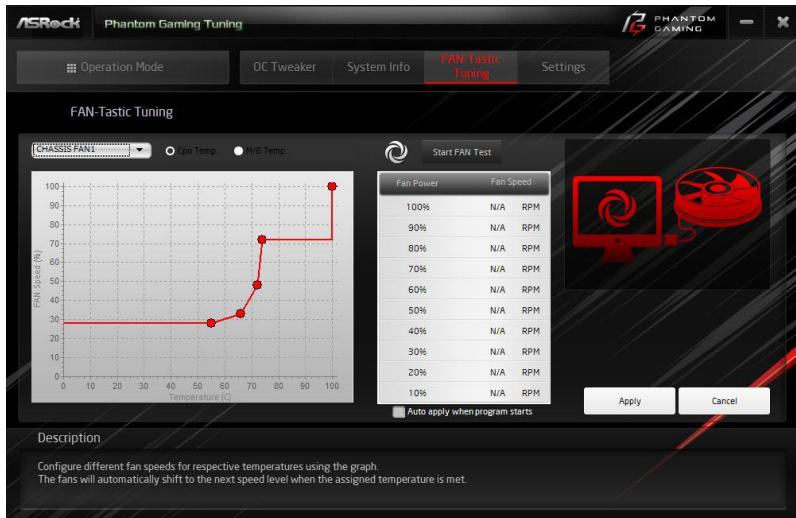 ASRock Phantom Gaming Tuning PHANTOM GAMING
Operation Mode OC Tweaker System Info FAN-Tastic Tuning Settings
FAN-Tastic Tuning
CHASSIS FAN1 Cpu Temp. M/B Temp. Start FAN Test
Fan Power Fan Speed
100% N/A RPM
90% N/A RPM
80% N/A RPM
70% N/A RPM
60% N/A RPM
50% N/A RPM
40% N/A RPM
30% N/A RPM
20% N/A RPM
10% N/A RPM
FAN Speed (%)
100
90
80
70
60
50
40
30
20
10
0
0 10 20 30 40 50 60 70 80 90 100
Temperature (C)
Auto apply when program starts
Apply Cancel
Description
Configure different fan speeds for respective temperatures using the graph.
The fans will automatically shift to the next speed level when the assigned temperature is met.